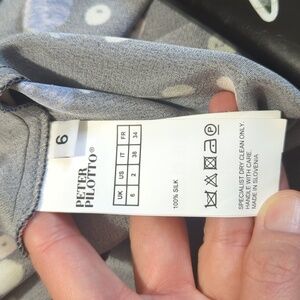 6
PETER
PILOTTO®
UK US IT FR
6 2 38 34
100% SILK
SPECIALIST DRY CLEAN ONLY.
HANDLE WITH CARE.
MADE IN SLOVENIA